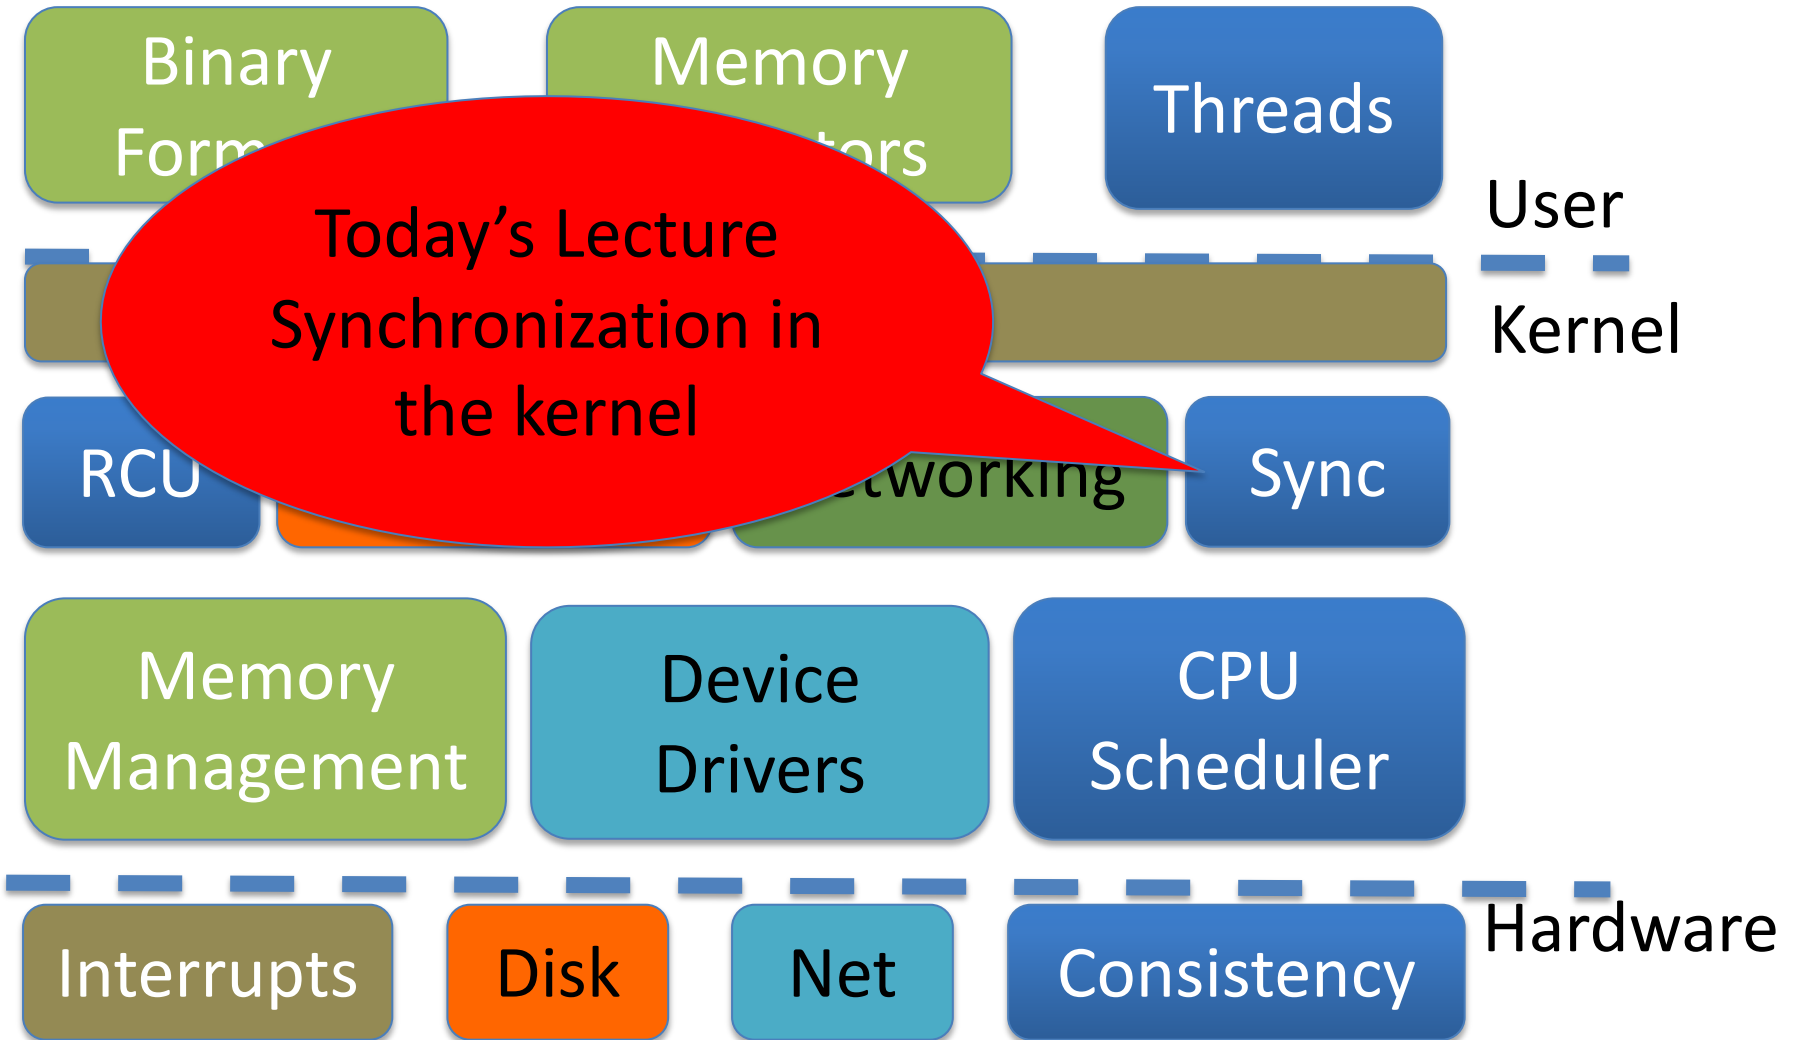 Binary
Memory
Threads
User
Today’s Lecture
Synchronization in
the kernel
Kernel
RCU
Sync
Memory
Management
Device
Drivers
CPU
Scheduler
Hardware
Interrupts
Disk
Net
Consistency